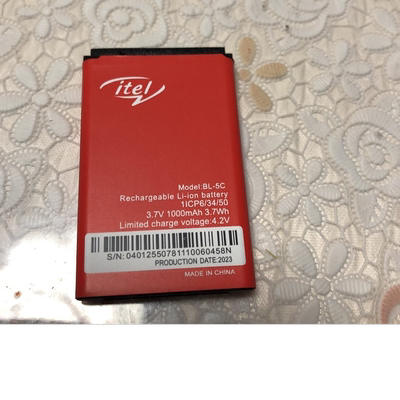 itel
Model:BL-5C
Rechargeable Li-ion battery
1ICP6/34/50
3.7V 1000mAh 3.7Wh
Limited charge voltage:4.2V
S/N: 04012550781110060458N
PRODUCTION DATE:2023
MADE IN CHINA